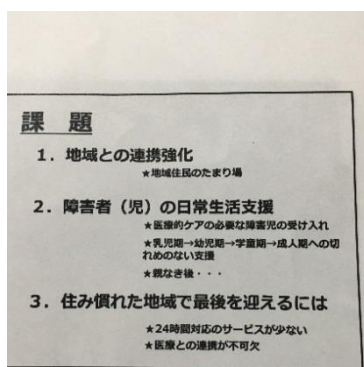 課　題
１．地域との連携強化
★地域住民のたまり場
２．障害者（児）の日常生活支援
★医療的ケアの必要な障害児の受け入れ
★乳児期→幼児期→学童期→成人期への切
れめのない支援
★親なき後・・・
３．住み慣れた地域で最後を迎えるには
★24時間対応のサービスが少ない
★医療との連携が不可欠